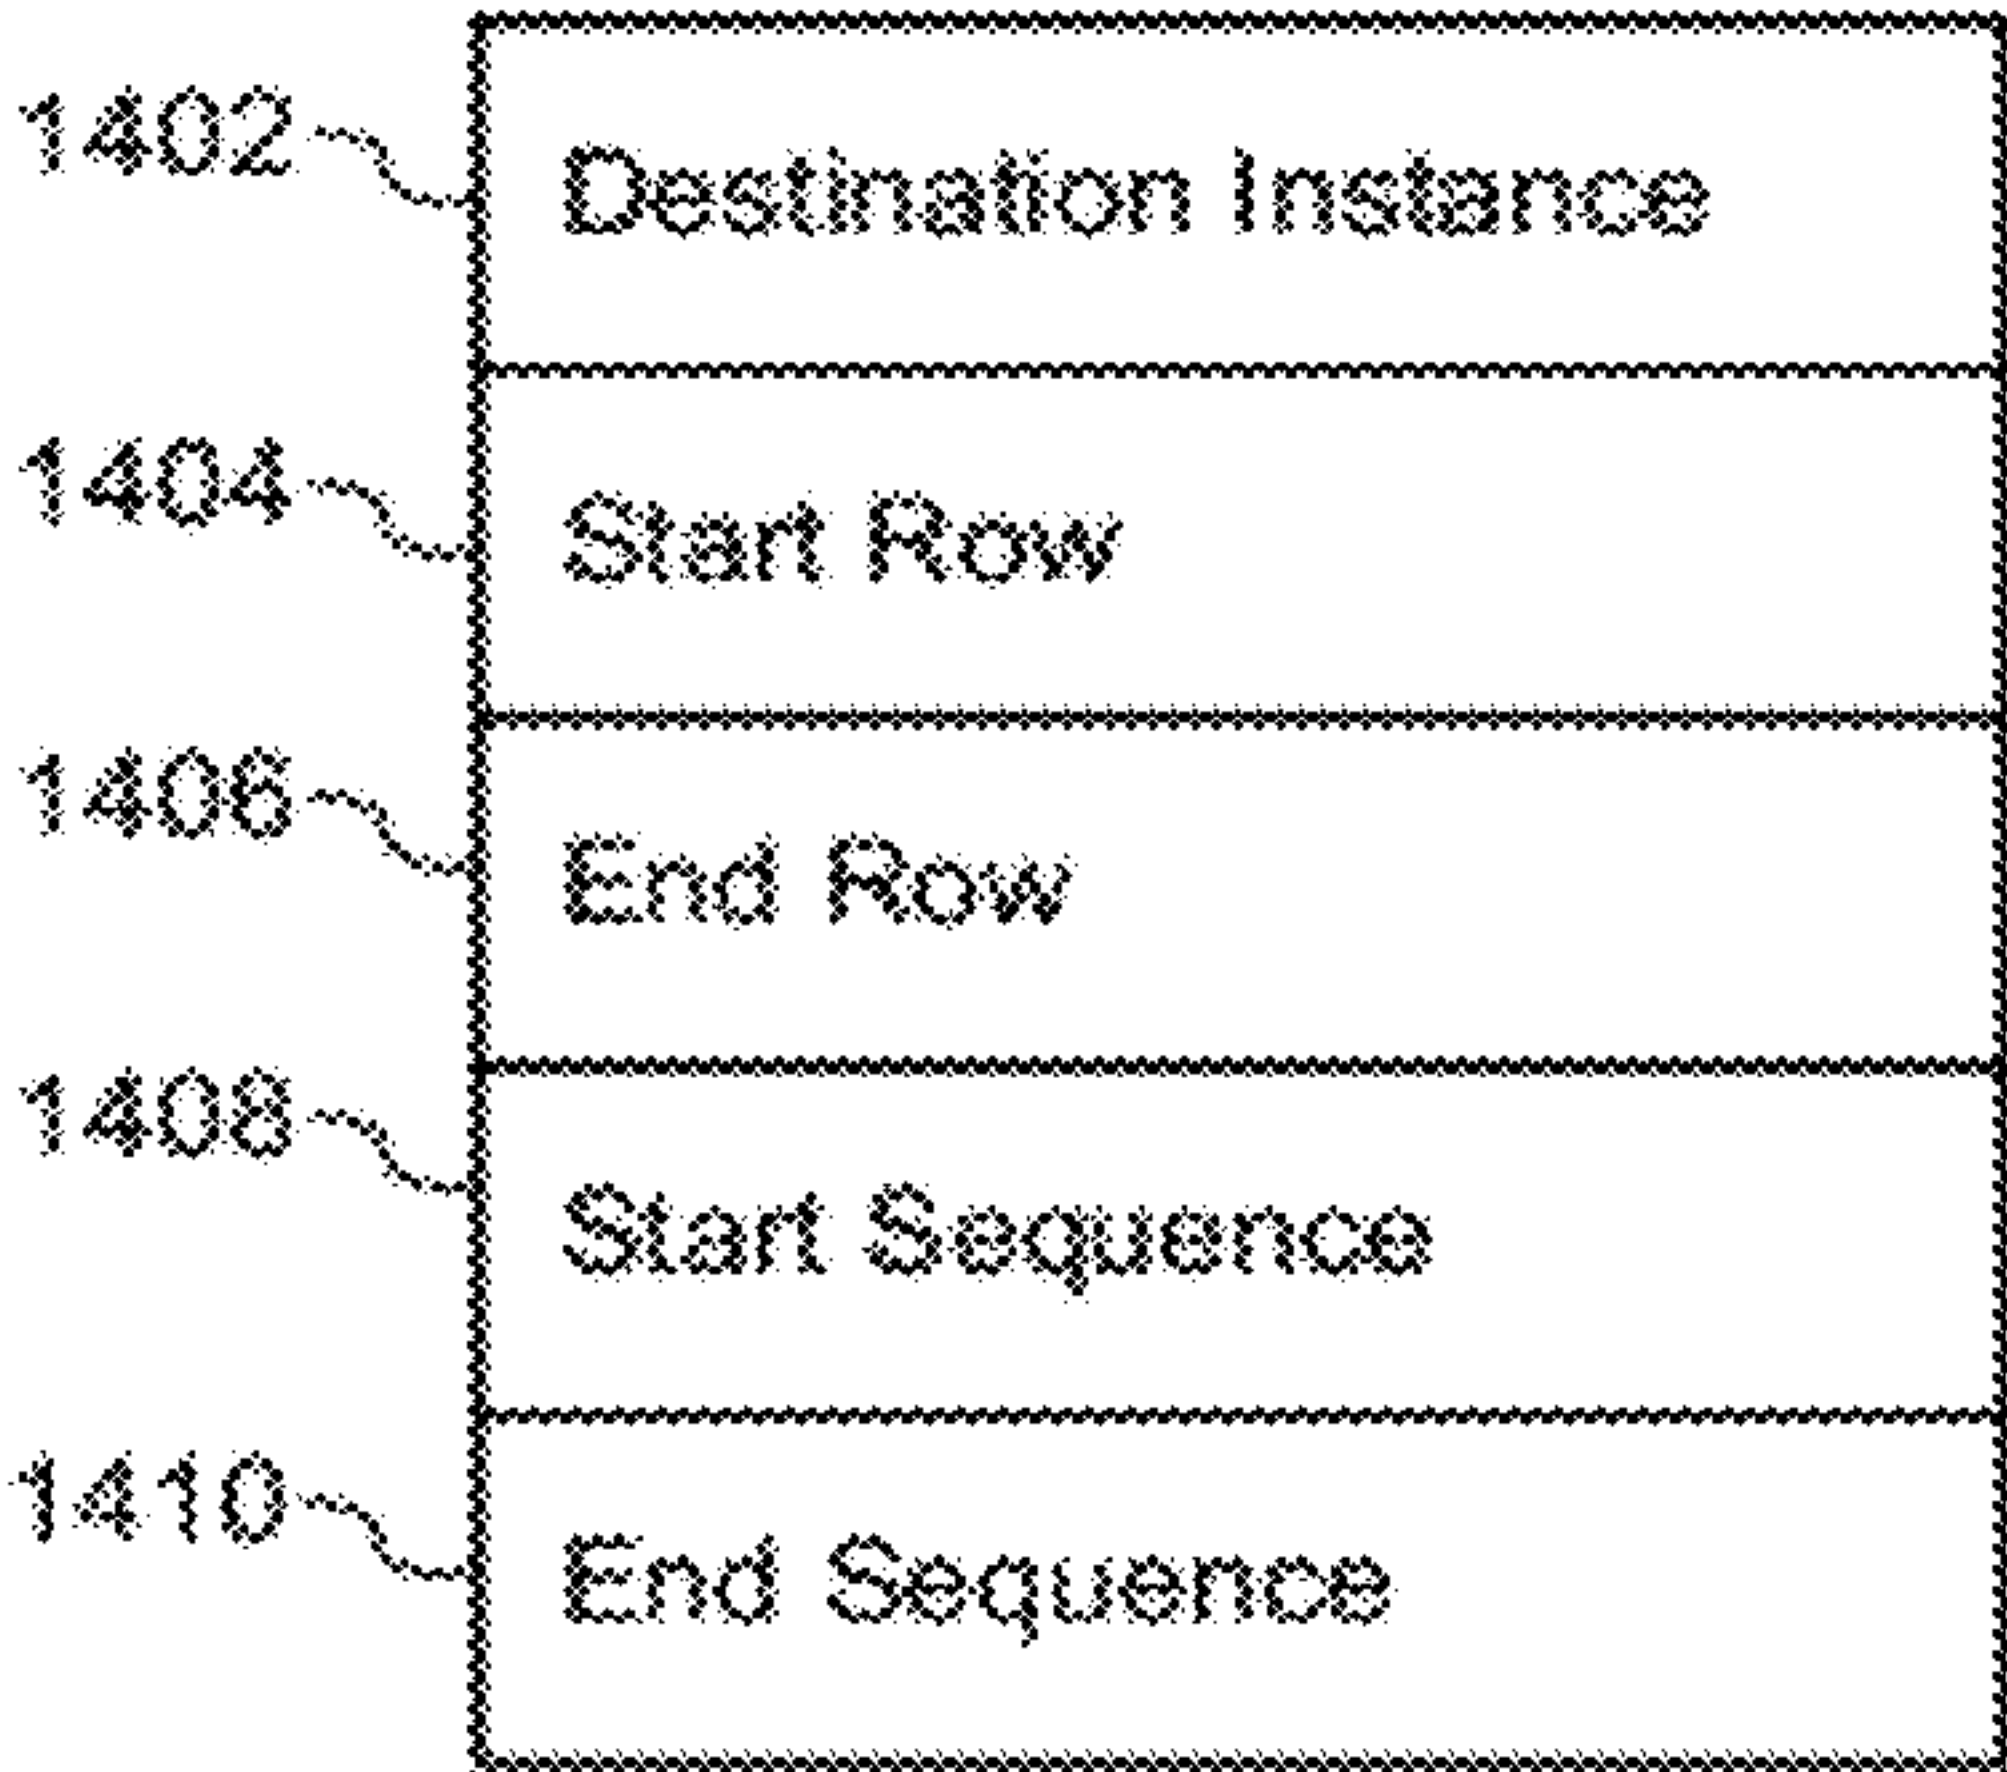 1402 Destination Instance
1404 Start Row
1406 End Row
1408 Start Sequence
1410 End Sequence